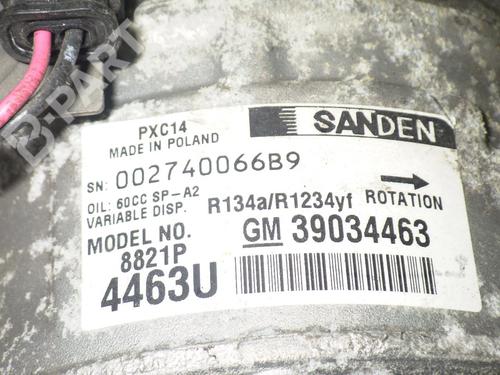 B-PARTS
PXC14
MADE IN POLAND
SANDEN
SN: 002740066B9
OIL: 60CC SP-A2
VARIABLE DISP.
R134a/R1234yf
ROTATION
MODEL NO.
8821P
GM 39034463
4463U